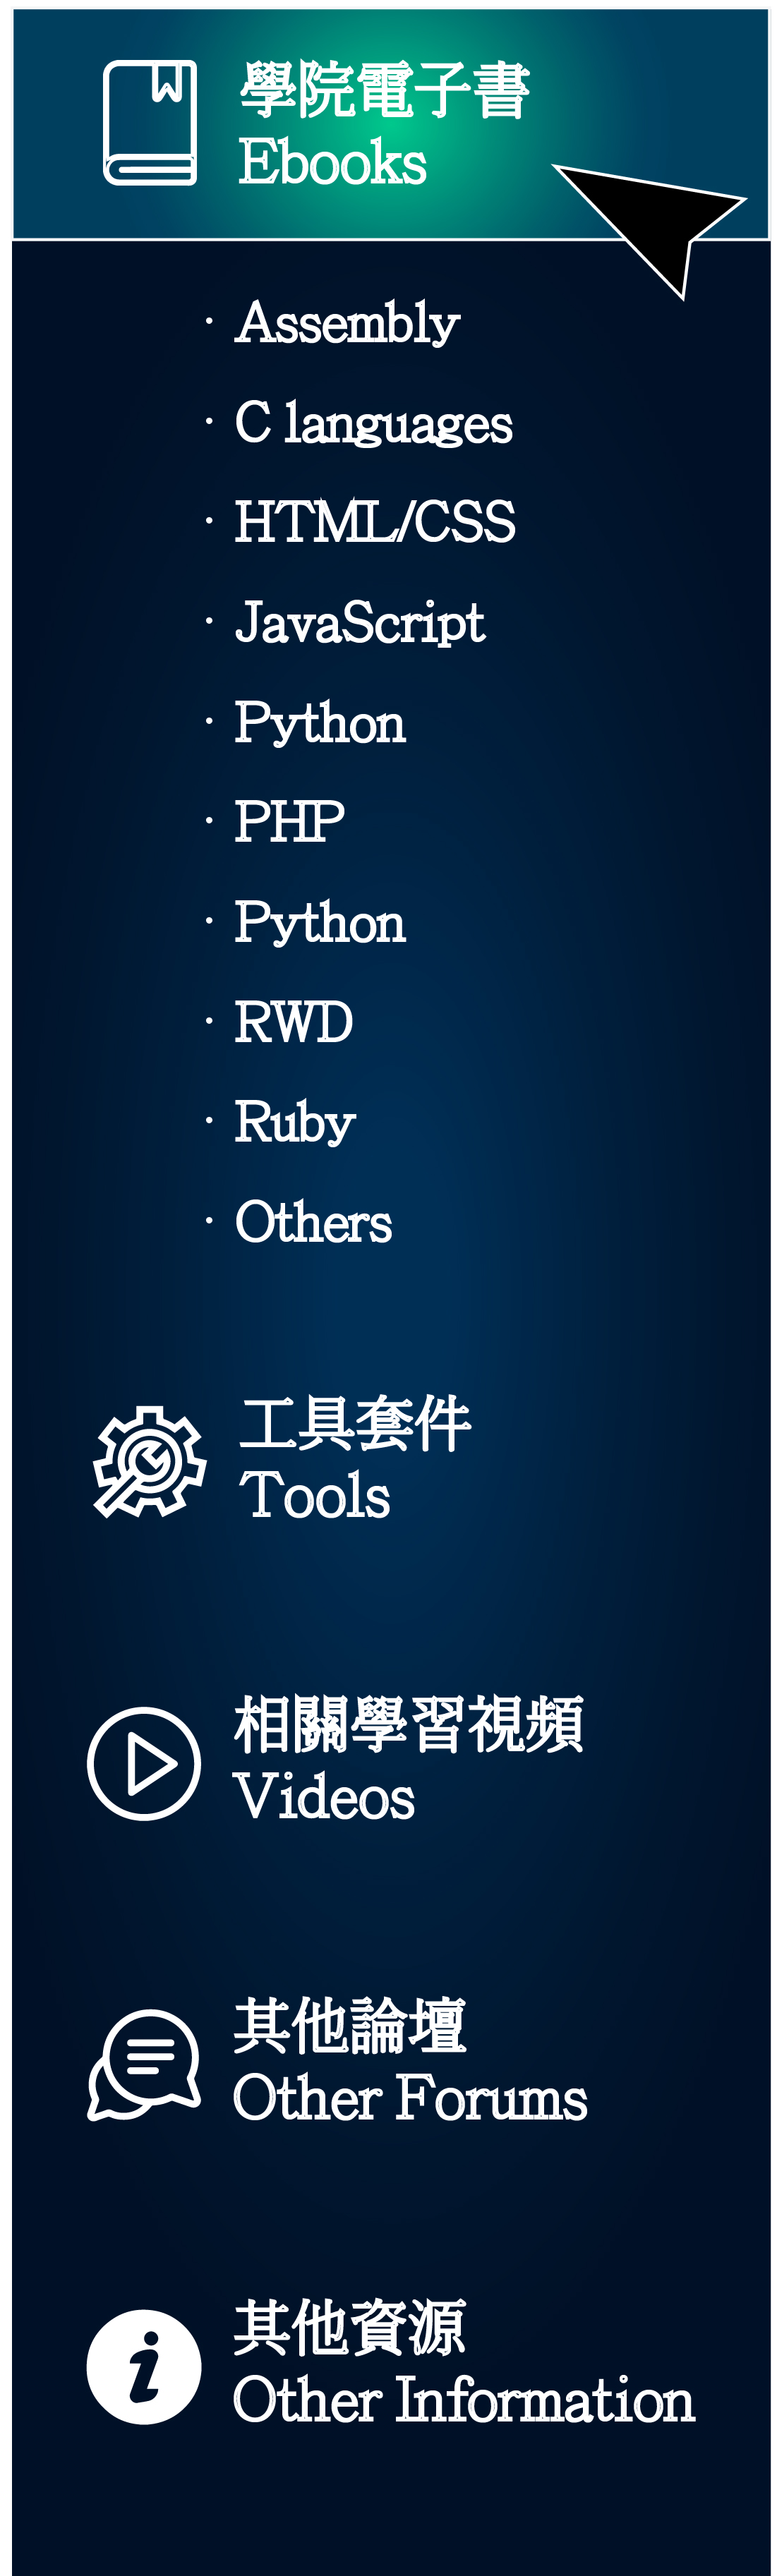 學院電子書
Ebooks
· Assembly
· C languages
· HTML/CSS
· JavaScript
· Python
· PHP
· Python
· RWD
· Ruby
· Others
工具套件
Tools
相關學習視頻
Videos
其他論壇
Other Forums
其他資源
Other Information